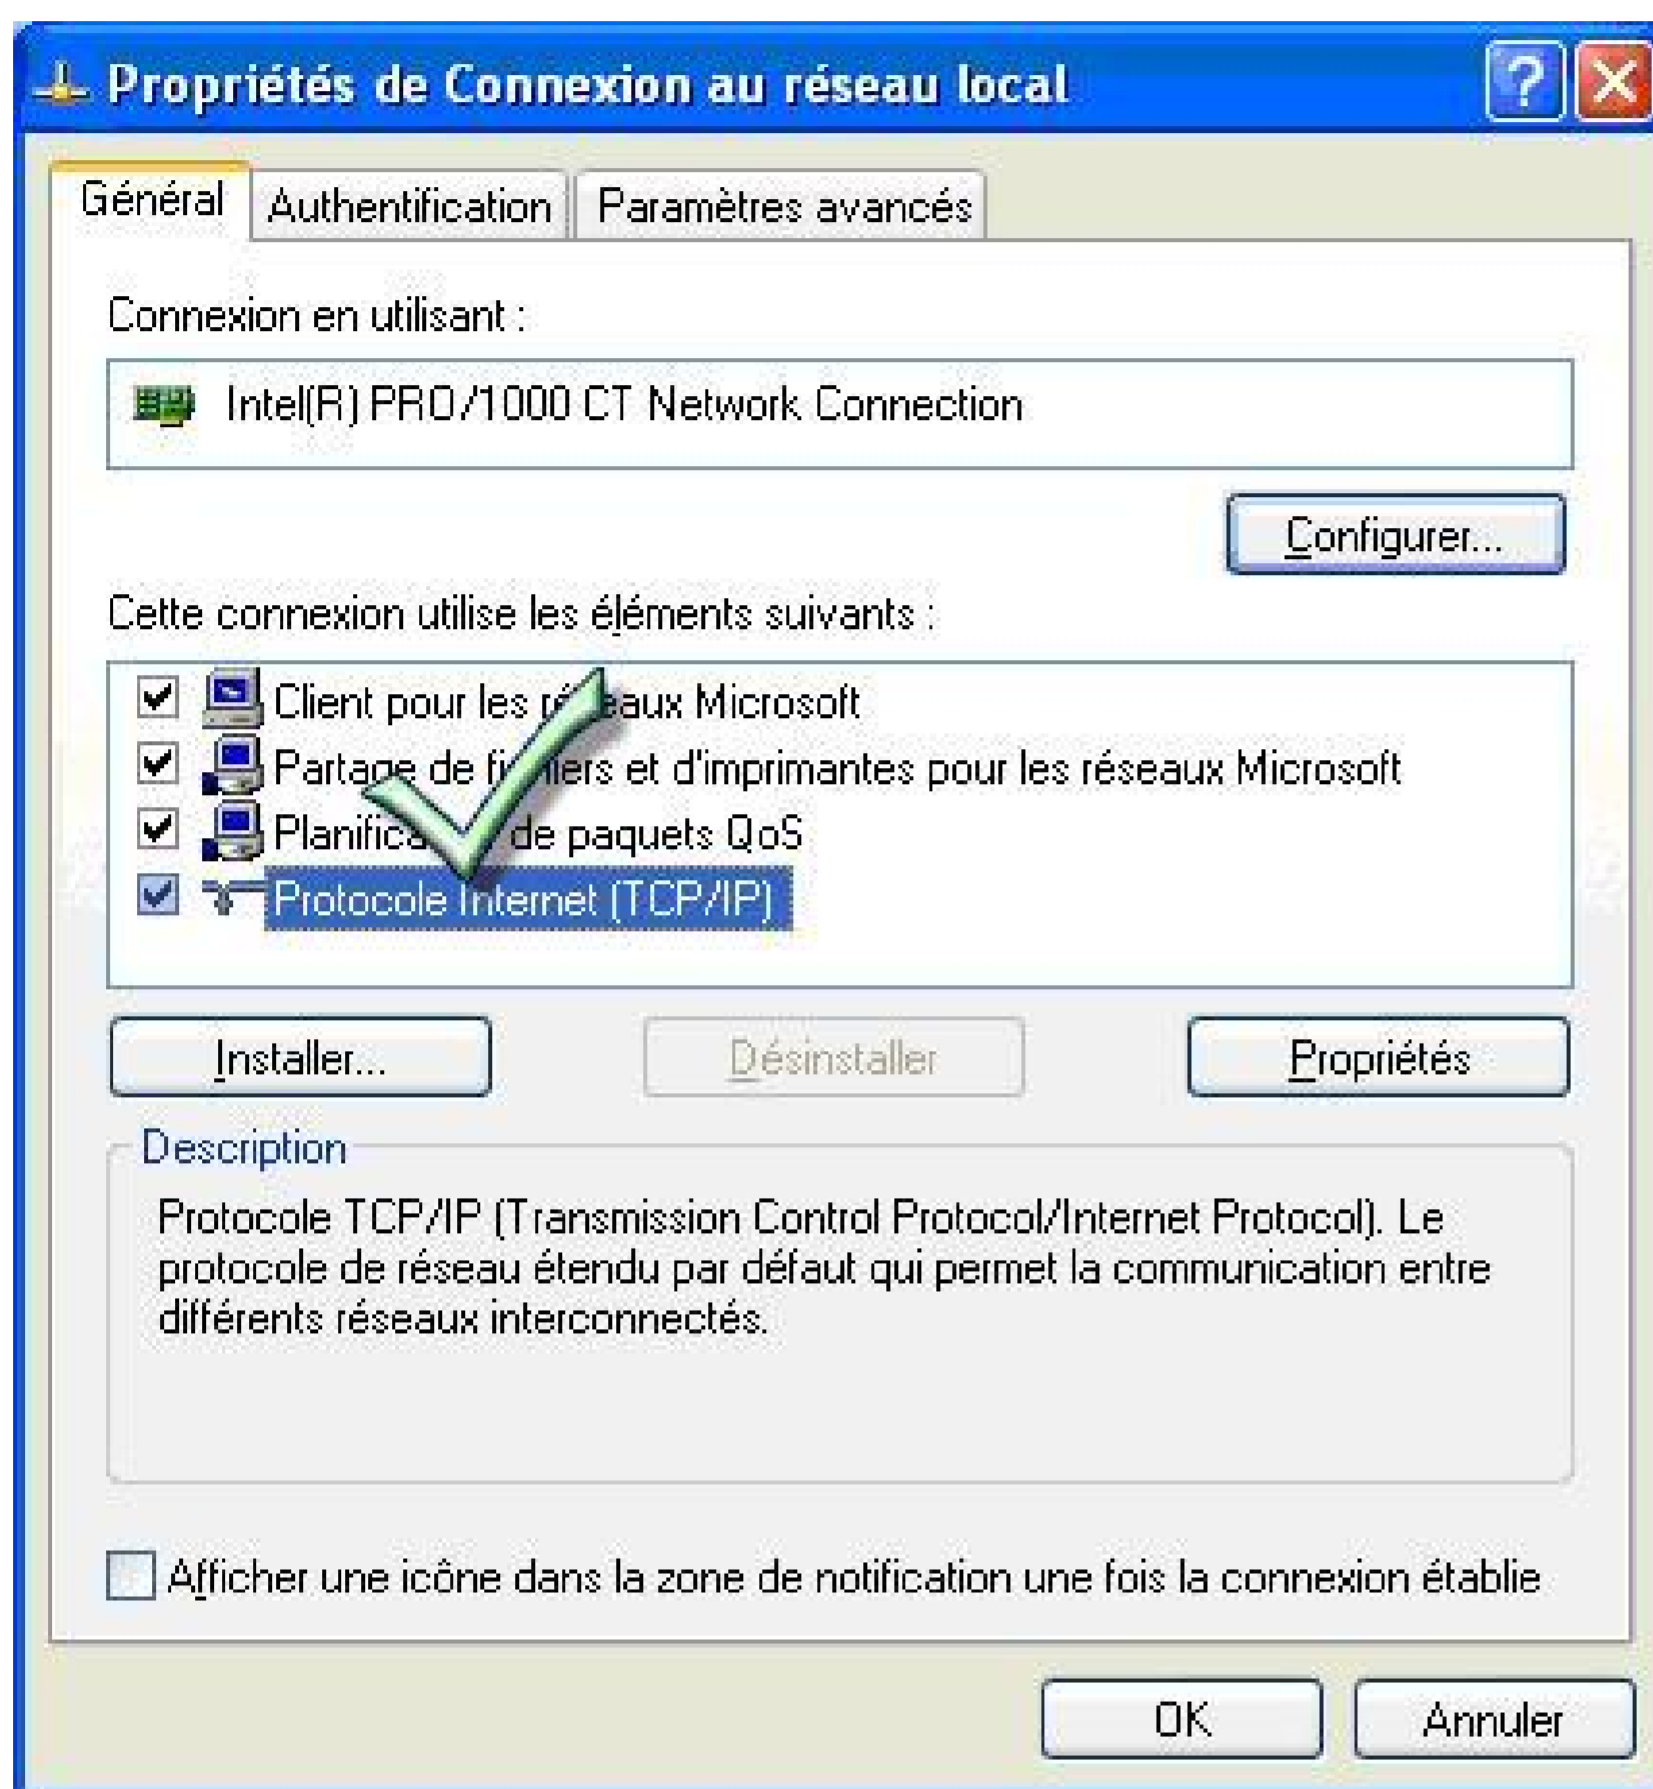 Propriétés de Connexion au réseau local
Général
Authentification
Paramètres avancés
Connexion en utilisant :
Intel(R) PRO/1000 CT Network Connection
Configurer...
Cette connexion utilise les éléments suivants :
Client pour les réseaux Microsoft
Partage de fichiers et d'imprimantes pour les réseaux Microsoft
de paquets QoS
Protocole Internet (TCP/IP)
Installer...
Désinstaller
Propriétés
Description
Protocole TCP/IP (Transmission Control Protocol/Internet Protocol). Le
protocole de réseau étendu par défaut qui permet la communication entre
différents réseaux interconnectés.
Afficher une icône dans la zone de notification une fois la connexion établie
OK
Annuler